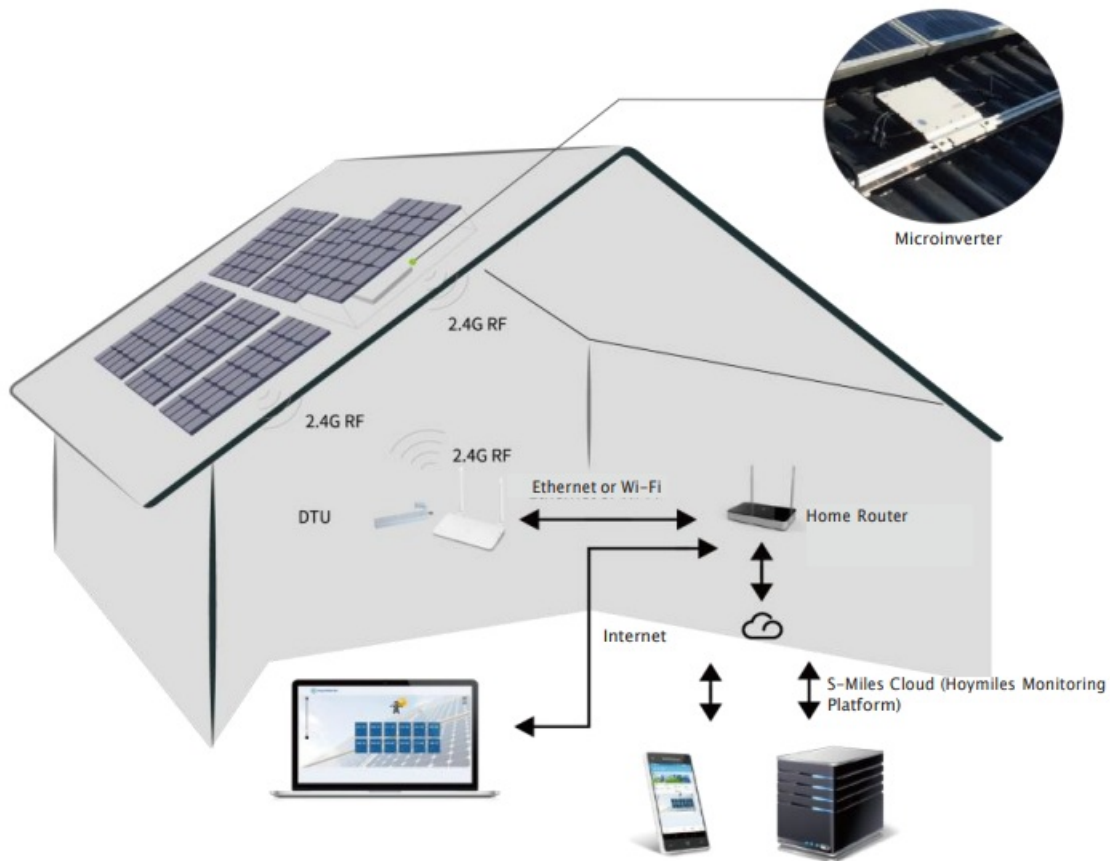 Microinverter
2.4G RF
2.4G RF
2.4G RF
Ethernet or Wi-Fi
DTU
Home Router
Internet
S-Miles Cloud (Hoymiles Monitoring
Platform)